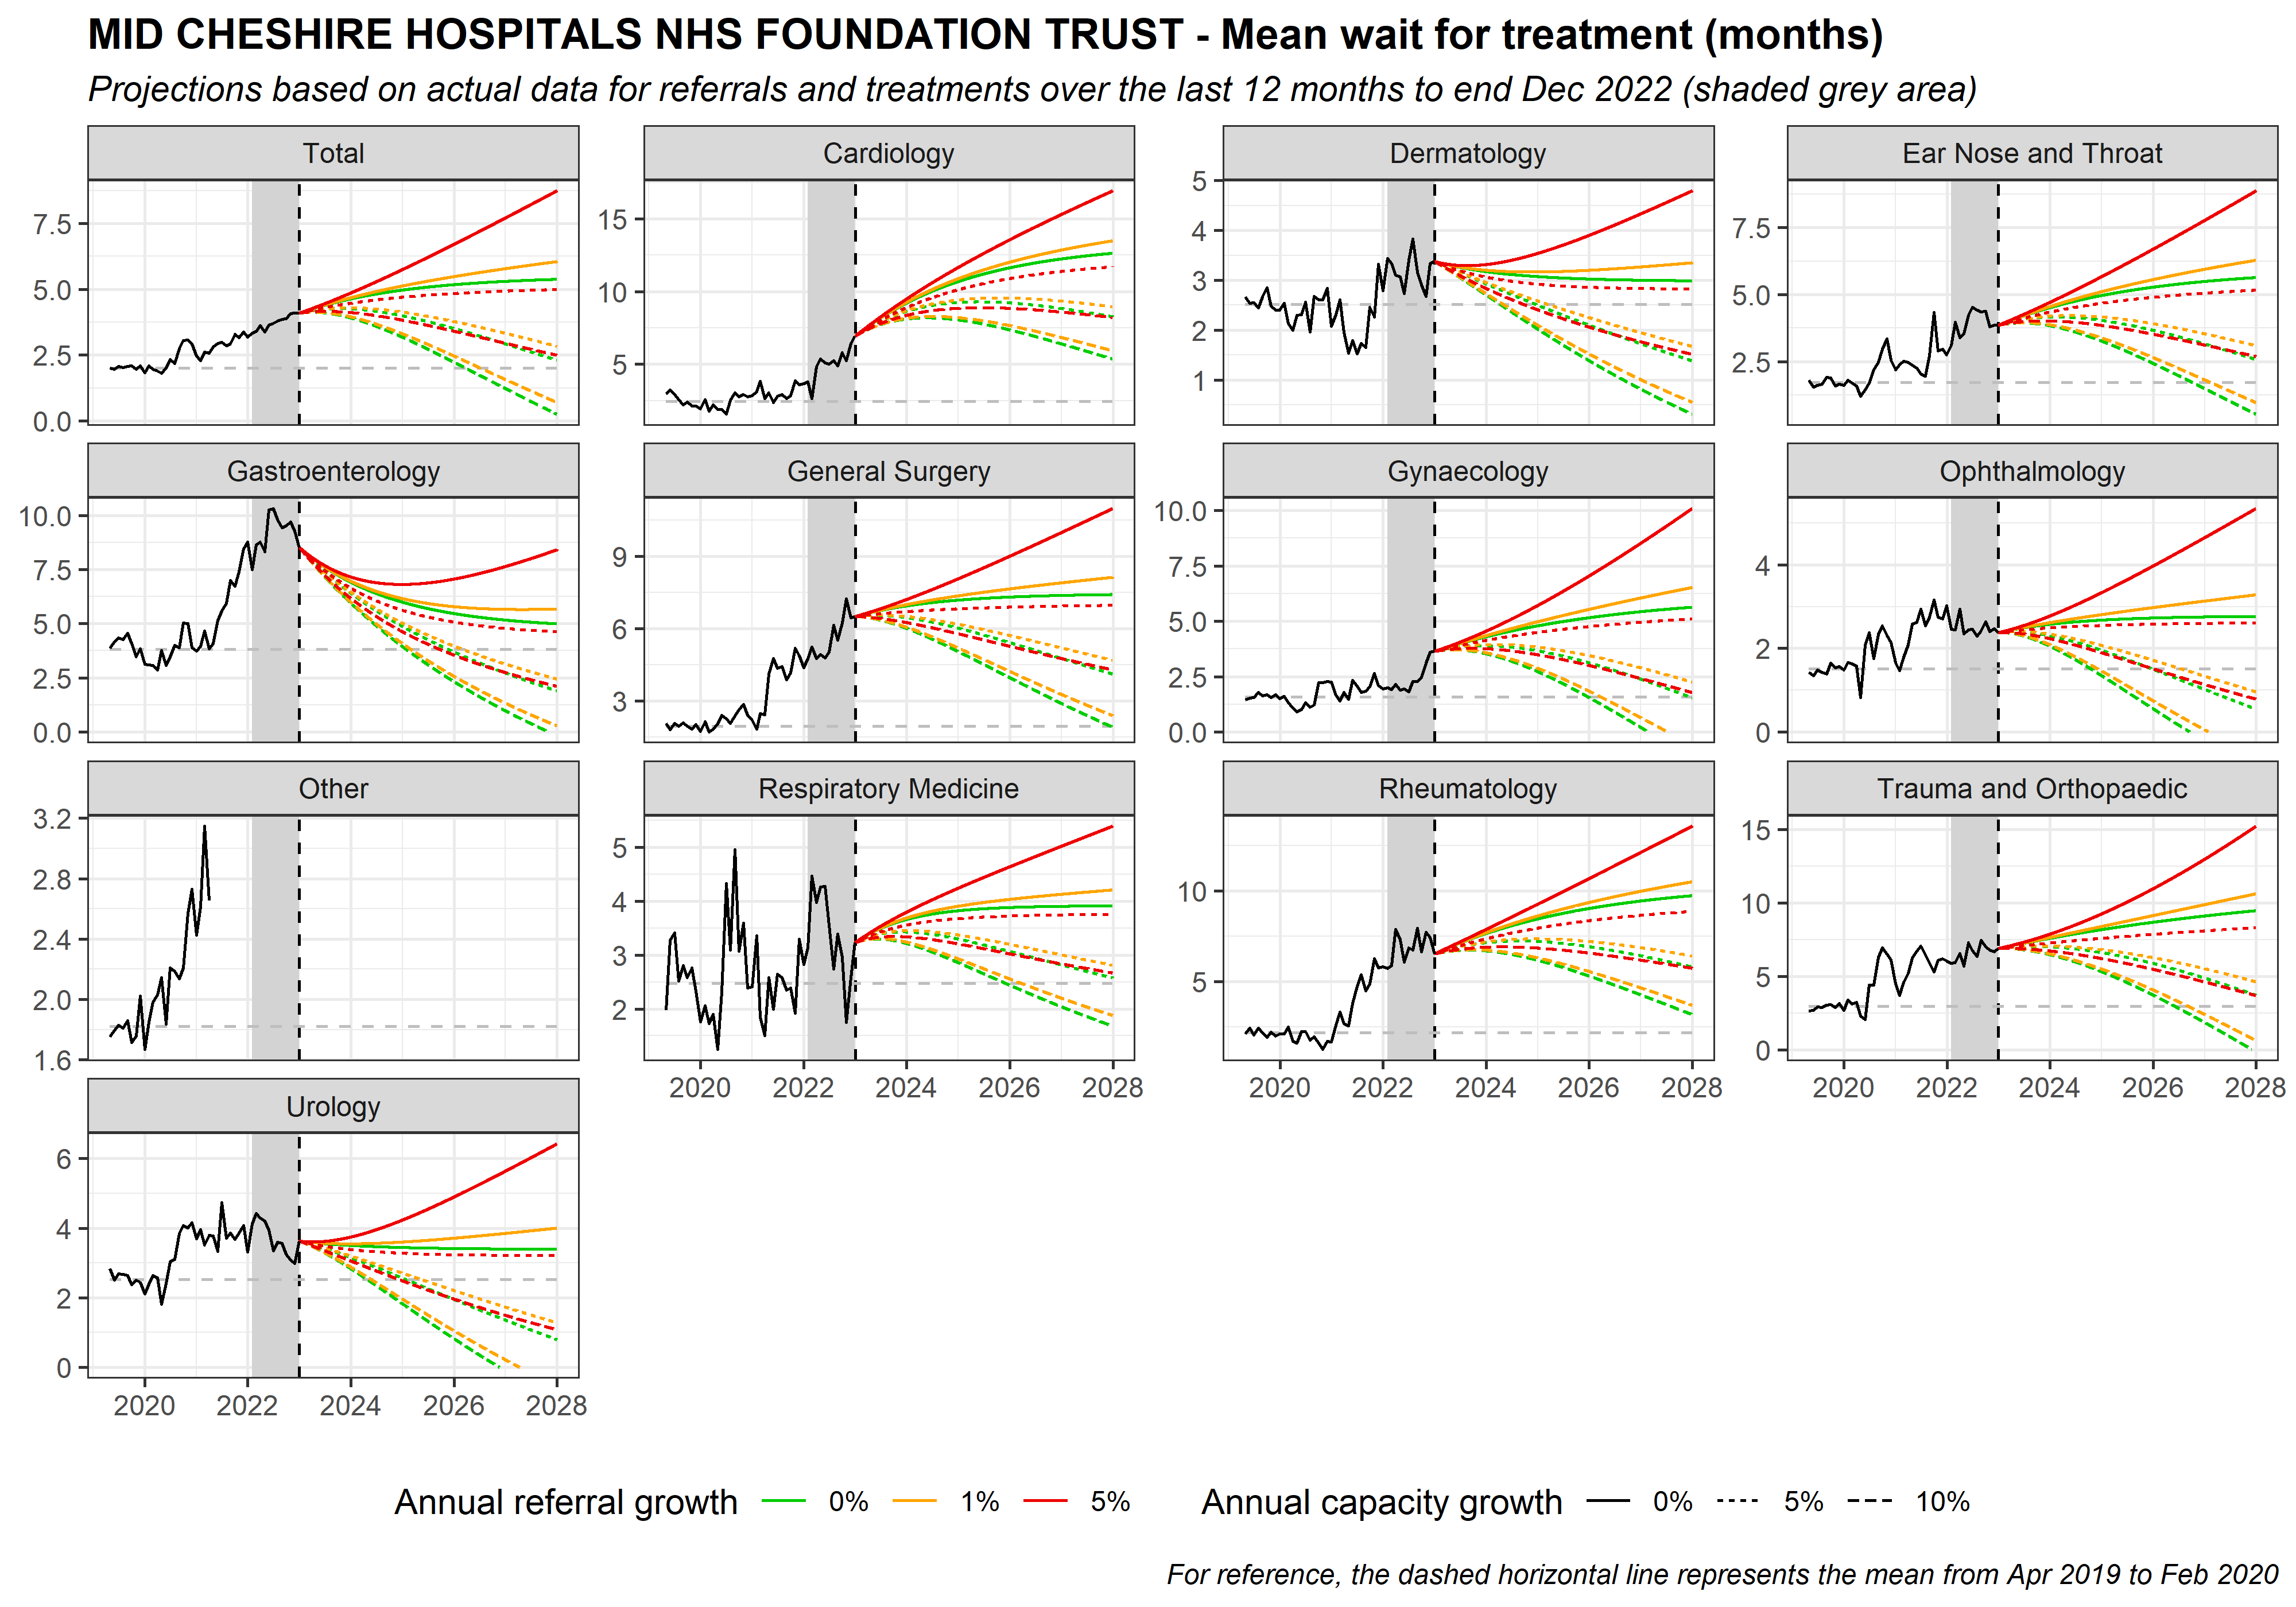 MID CHESHIRE HOSPITALS NHS FOUNDATION TRUST - Mean wait for treatment (months)
Projections based on actual data for referrals and treatments over the last 12 months to end Dec 2022 (shaded grey area)
Total
Cardiology
Dermatology
Ear Nose and Throat
7.5
5.0
2.5
0.0
15
10
5
5
4
3
2
1
7.5
5.0
2.5
Gastroenterology
General Surgery
Gynaecology
Ophthalmology
10.0
7.5
5.0
2.5
0.0
9
6
3
10.0
7.5
5.0
2.5
0.0
4
2
0
Other
Respiratory Medicine
Rheumatology
Trauma and Orthopaedic
3.2
2.8
2.4
2.0
1.6
5
4
3
2
10
5
15
10
5
0
2020 2022 2024 2026 2028
2020 2022 2024 2026 2028
2020 2022 2024 2026 2028
Urology
6
4
2
0
2020 2022 2024 2026 2028
Annual referral growth 0% 1% 5%
Annual capacity growth 0% 5% 10%
For reference, the dashed horizontal line represents the mean from Apr 2019 to Feb 2020